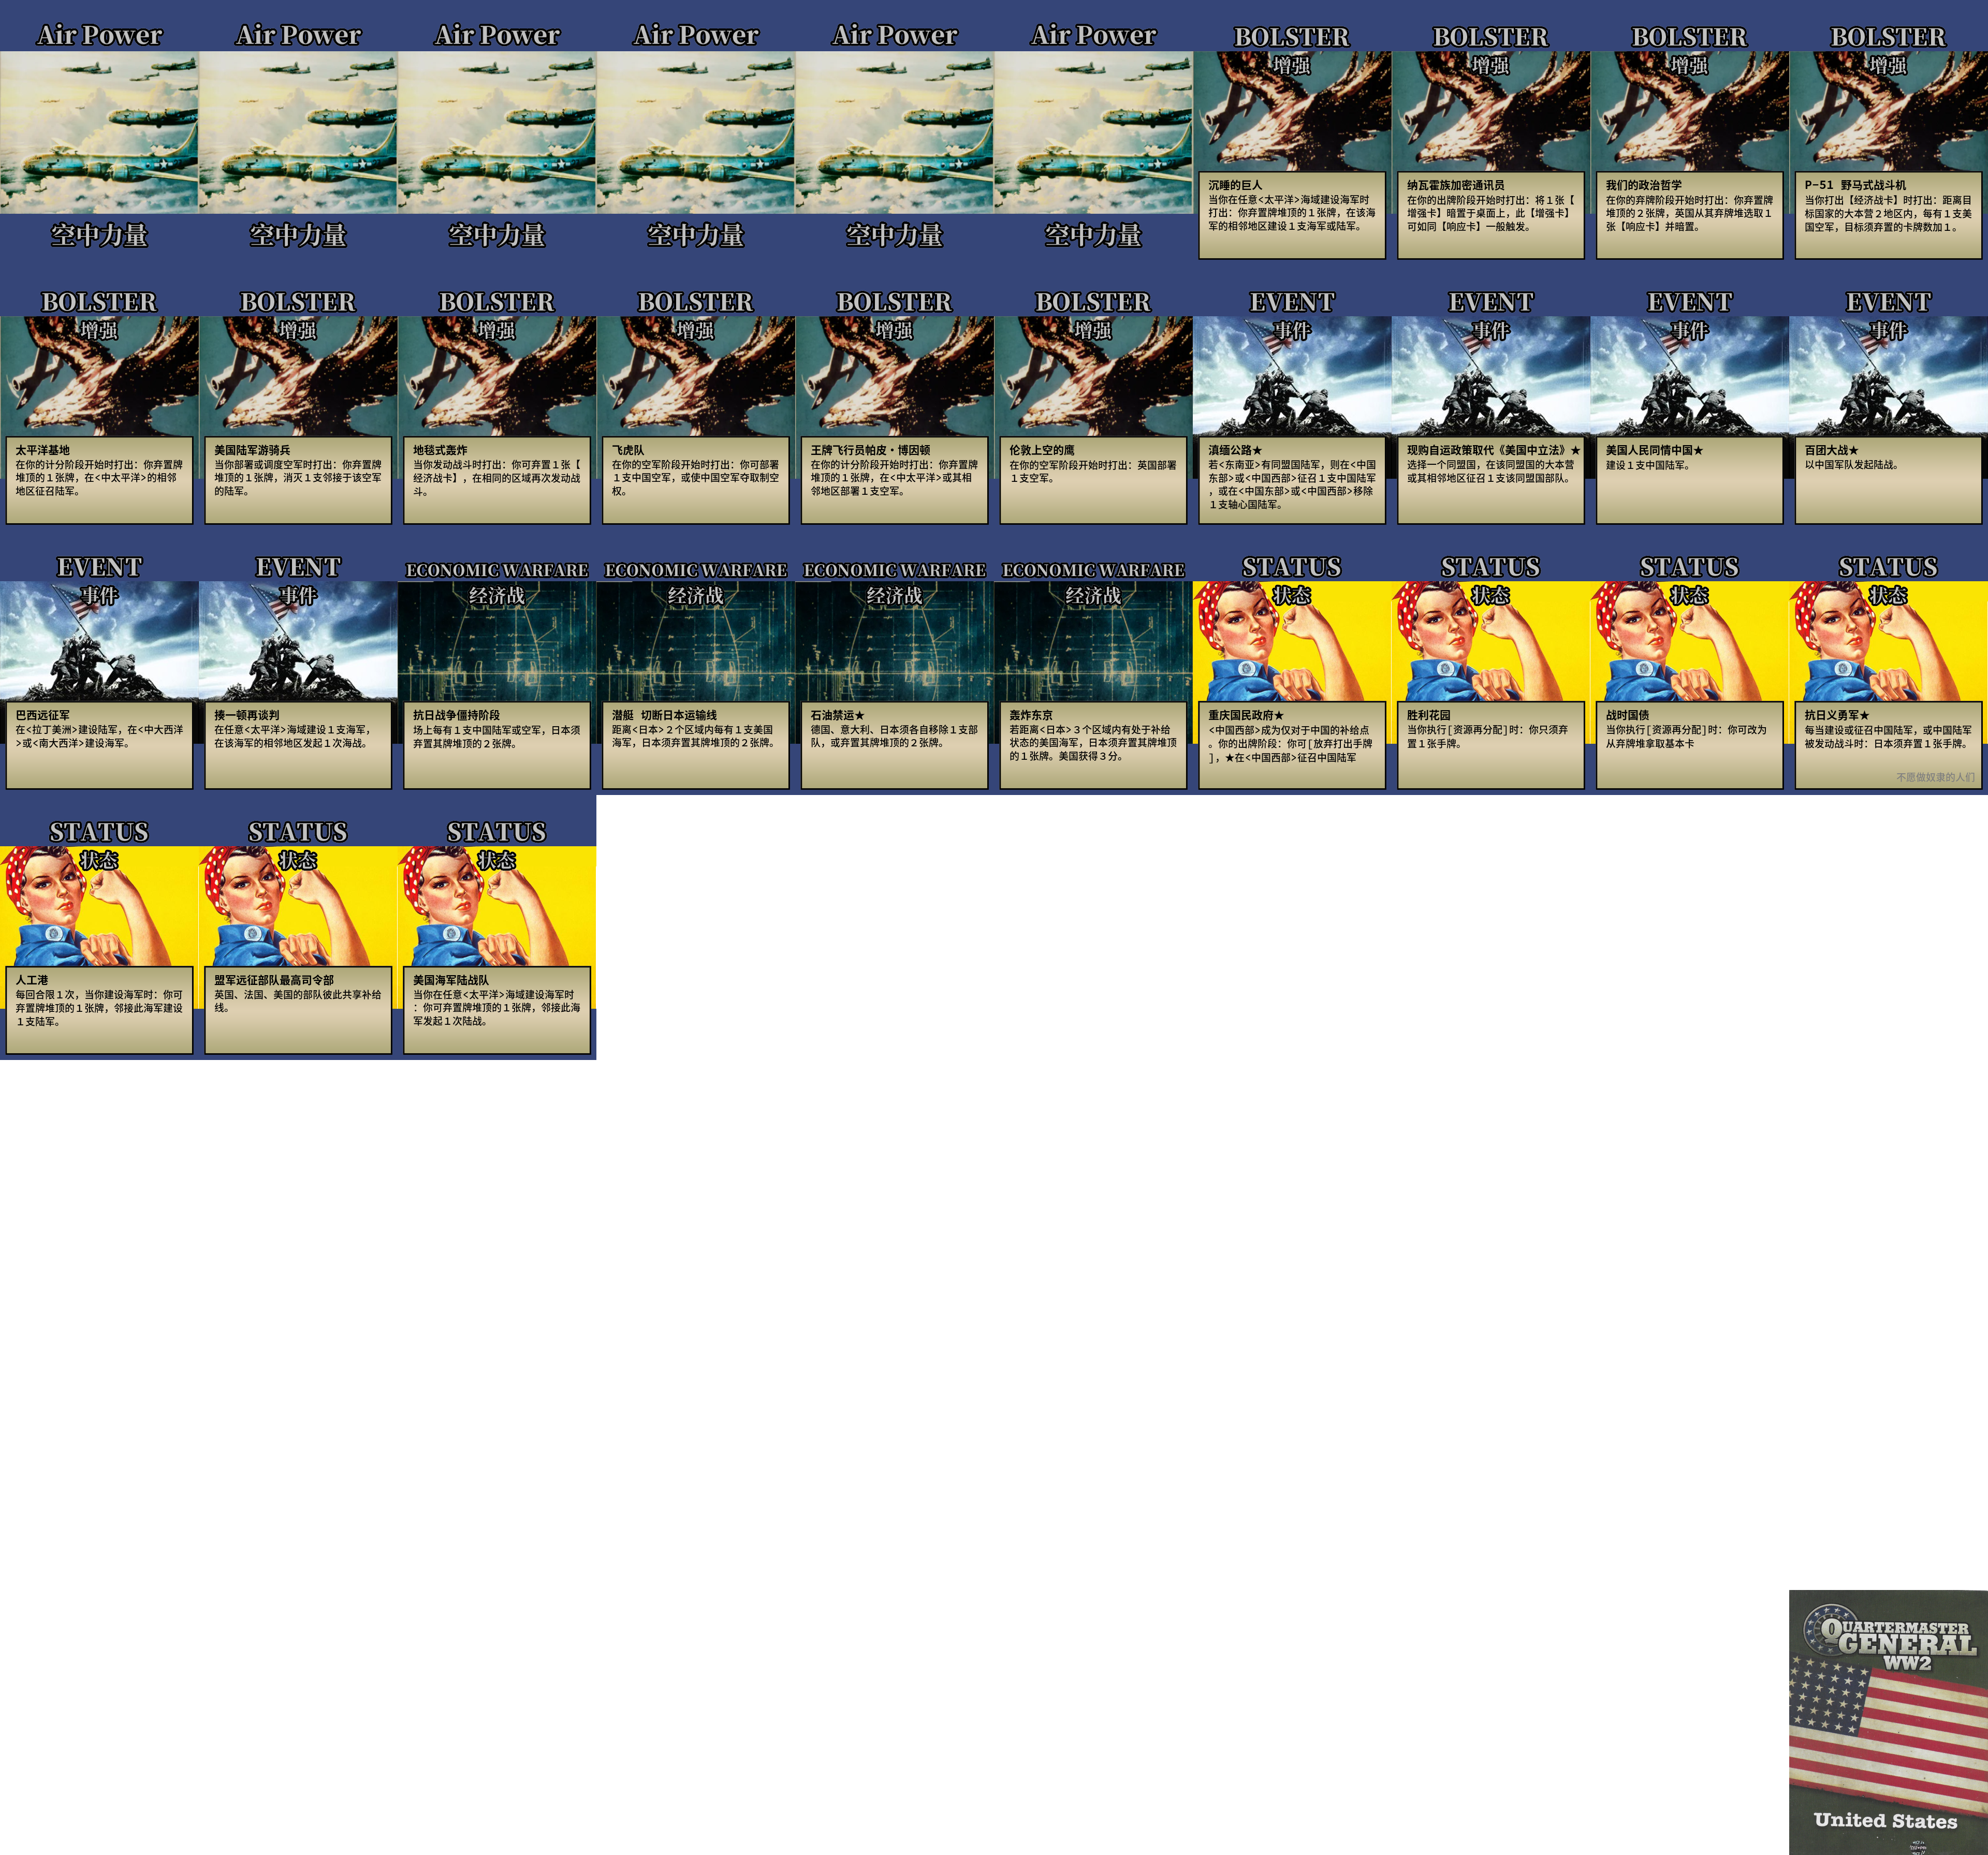 Air Power
空中力量
Air Power
空中力量
Air Power
空中力量
Air Power
空中力量
Air Power
空中力量
Air Power
空中力量
BOLSTER
增强
沉睡的巨人
当你在任意<太平洋>海域建设海军时
打出：你弃置牌堆顶的１张牌，在该海
军的相邻地区建设１支海军或陆军。
BOLSTER
增强
纳瓦霍族加密通讯员
在你的出牌阶段开始时打出：将１张【
增强卡】暗置于桌面上，此【增强卡】
可如同【响应卡】一般触发。
BOLSTER
增强
我们的政治哲学
在你的弃牌阶段开始时打出：你弃置牌
堆顶的２张牌，英国从其弃牌堆选取１
张【响应卡】并暗置。
BOLSTER
增强
P-51 野马式战斗机
当你打出【经济战卡】时打出：距离目
标国家的大本营２地区内，每有１支美
国空军，目标须弃置的卡牌数加１。
BOLSTER
增强
太平洋基地
在你的计分阶段开始时打出：你弃置牌
堆顶的１张牌，在<中太平洋>的相邻
地区征召陆军。
BOLSTER
增强
美国陆军游骑兵
当你部署或调度空军时打出：你弃置牌
堆顶的１张牌，消灭１支邻接于该空军
的陆军。
BOLSTER
增强
地毯式轰炸
当你发动战斗时打出：你可弃置１张【
经济战卡】，在相同的区域再次发动战
斗。
BOLSTER
增强
飞虎队
在你的空军阶段开始时打出：你可部署
１支中国空军，或使中国空军夺取制空
权。
BOLSTER
增强
王牌飞行员帕皮·博因顿
在你的计分阶段开始时打出：你弃置牌
堆顶的１张牌，在<中太平洋>或其相
邻地区部署１支空军。
BOLSTER
增强
伦敦上空的鹰
在你的空军阶段开始时打出：英国部署
１支空军。
EVENT
事件
滇缅公路★
若<东南亚>有同盟国陆军，则在<中国
东部>或<中国西部>征召１支中国陆军
，或在<中国东部>或<中国西部>移除
１支轴心国陆军。
EVENT
事件
现购自运政策取代《美国中立法》★
选择一个同盟国，在该同盟国的大本营
或其相邻地区征召１支该同盟国部队。
EVENT
事件
美国人民同情中国★
建设１支中国陆军。
EVENT
事件
百团大战★
以中国军队发起陆战。
EVENT
事件
巴西远征军
在<拉丁美洲>建设陆军，在<中大西洋
>或<南大西洋>建设海军。
EVENT
事件
揍一顿再谈判
在任意<太平洋>海域建设１支海军，
在该海军的相邻地区发起１次海战。
ECONOMIC WARFARE
经济战
抗日战争僵持阶段
场上每有１支中国陆军或空军，日本须
弃置其牌堆顶的２张牌。
ECONOMIC WARFARE
经济战
潜艇 切断日本运输线
距离<日本>２个区域内每有１支美国
海军，日本须弃置其牌堆顶的２张牌。
ECONOMIC WARFARE
经济战
石油禁运★
德国、意大利、日本须各自移除１支部
队，或弃置其牌堆顶的２张牌。
ECONOMIC WARFARE
经济战
轰炸东京
若距离<日本>３个区域内有处于补给
状态的美国海军，日本须弃置其牌堆顶
的１张牌。美国获得３分。
STATUS
状态
重庆国民政府★
<中国西部>成为仅对于中国的补给点
。你的出牌阶段：你可[放弃打出手牌
]，★在<中国西部>征召中国陆军
STATUS
状态
胜利花园
当你执行[资源再分配]时：你只须弃
置１张手牌。
STATUS
状态
战时国债
当你执行[资源再分配]时：你可改为
从弃牌堆拿取基本卡
STATUS
状态
抗日义勇军★
每当建设或征召中国陆军，或中国陆军
被发动战斗时：日本须弃置１张手牌。
不愿做奴隶的人们
STATUS
状态
人工港
每回合限１次，当你建设海军时：你可
弃置牌堆顶的１张牌，邻接此海军建设
１支陆军。
STATUS
状态
盟军远征部队最高司令部
英国、法国、美国的部队彼此共享补给
线。
STATUS
状态
美国海军陆战队
当你在任意<太平洋>海域建设海军时
：你可弃置牌堆顶的１张牌，邻接此海
军发起１次陆战。
QUARTERMASTER
GENERAL
WW2
United States